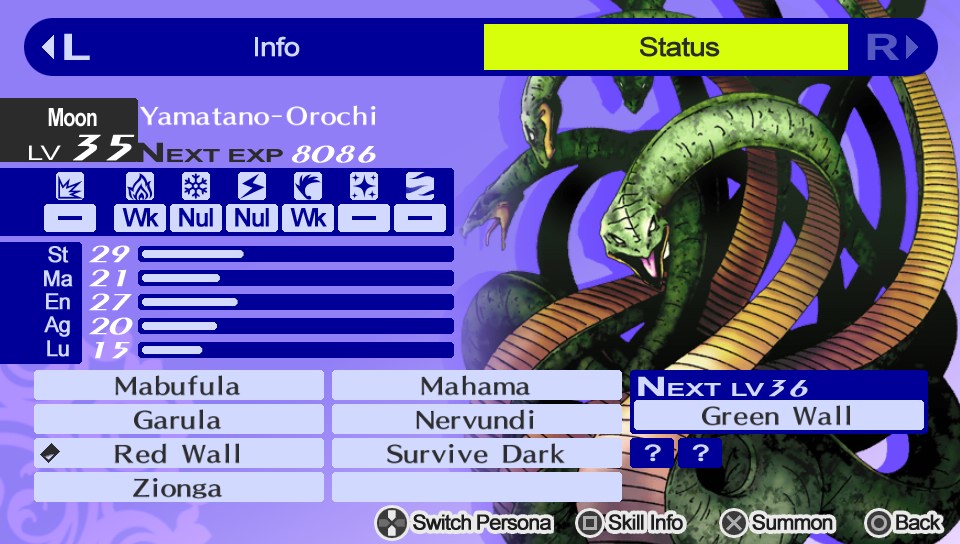 L Info Status R
Moon Yamatano-Orochi
LV 35 NEXT EXP 8086
— Wk Nul Nul Wk — —
St 29
Ma 21
En 27
Ag 20
Lu 15
Mabufula Mahama NEXT LV 36
Garula Nervundi Green Wall
Red Wall Survive Dark ? ?
Zionga
Switch Persona Skill Info Summon Back